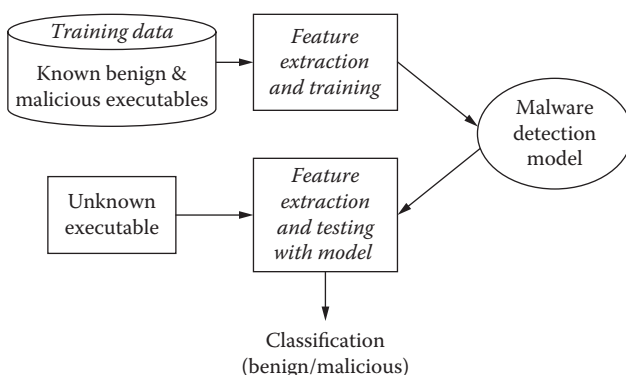 Training data
Known benign &
malicious executables
Feature
extraction
and training
Malware
detection
model
Unknown
executable
Feature
extraction
and testing
with model
Classification
(benign/malicious)